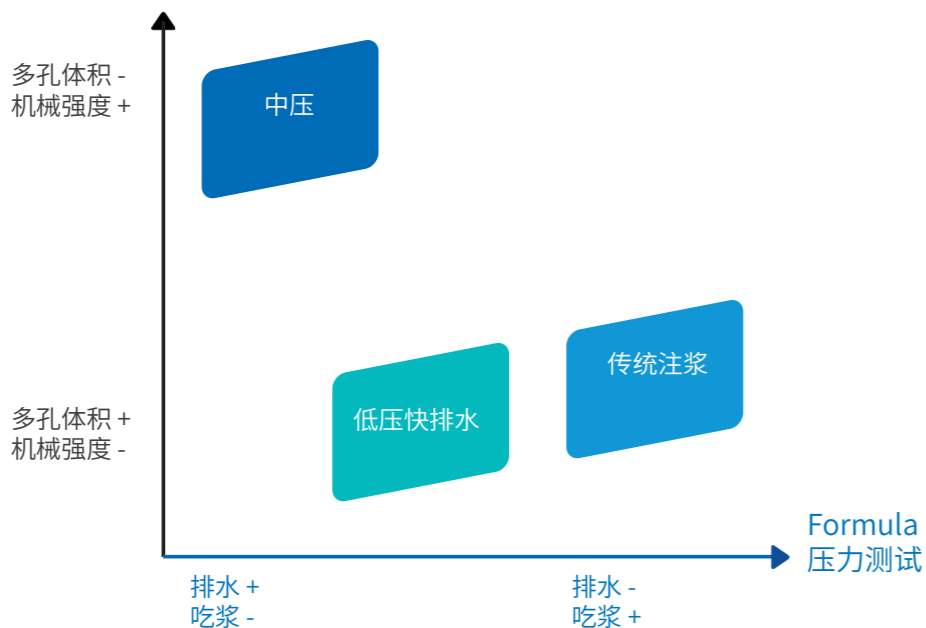 多孔体积 -
机械强度 +
中压
传统注浆
低压快排水
多孔体积 +
机械强度 -
Formula
压力测试
排水 +
吃浆 -
排水 -
吃浆 +